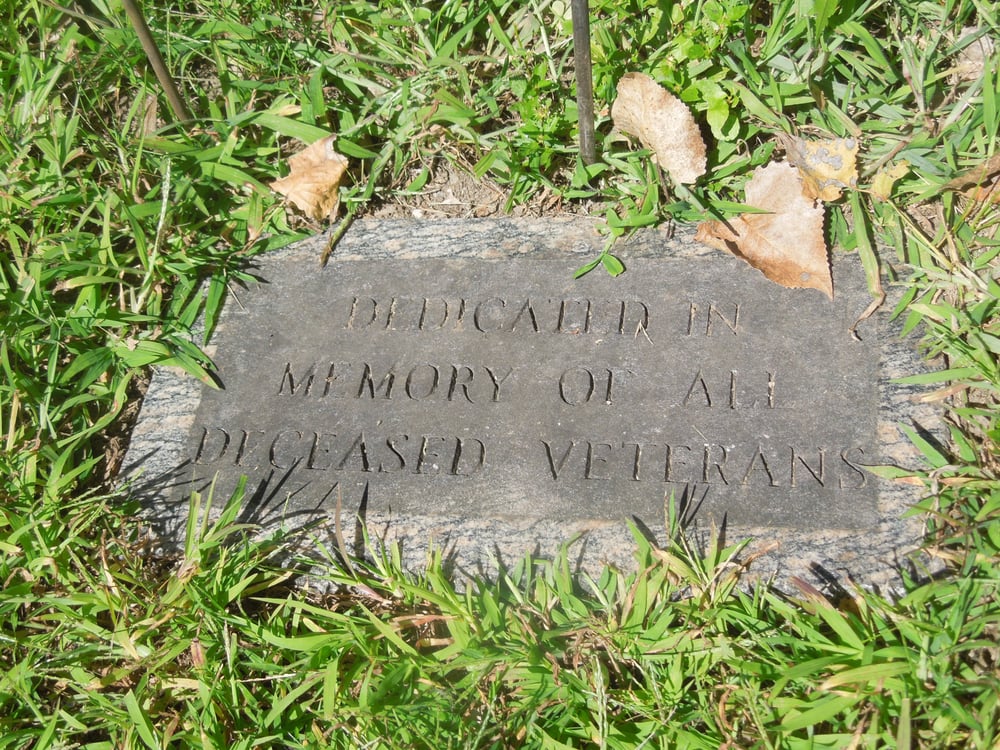 DEDICATED IN
MEMORY OF ALL
DECEASED VETERANS